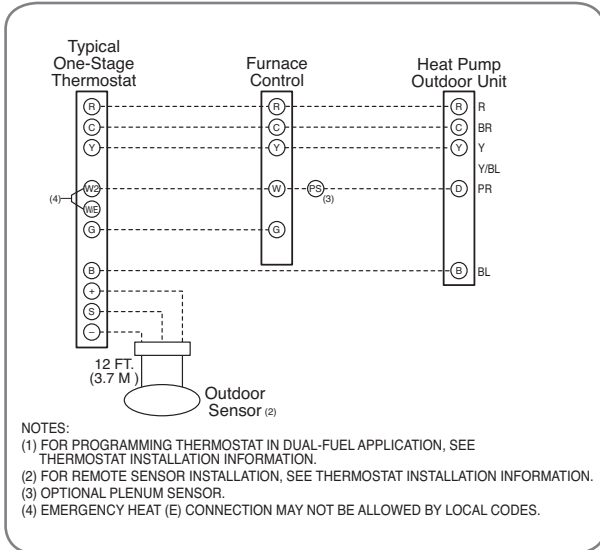 Typical
One-Stage
Thermostat
Furnace
Control
Heat Pump
Outdoor Unit
R R R R
C C C BR
Y Y Y Y
Y/BL
(4) W2 W PS (3) D PR
W/E
G G
B B BL
+
S
–
12 FT.
(3.7 M )
Outdoor
Sensor (2)
NOTES:
(1) FOR PROGRAMMING THERMOSTAT IN DUAL-FUEL APPLICATION, SEE
THERMOSTAT INSTALLATION INFORMATION.
(2) FOR REMOTE SENSOR INSTALLATION, SEE THERMOSTAT INSTALLATION INFORMATION.
(3) OPTIONAL PLENUM SENSOR.
(4) EMERGENCY HEAT (E) CONNECTION MAY NOT BE ALLOWED BY LOCAL CODES.